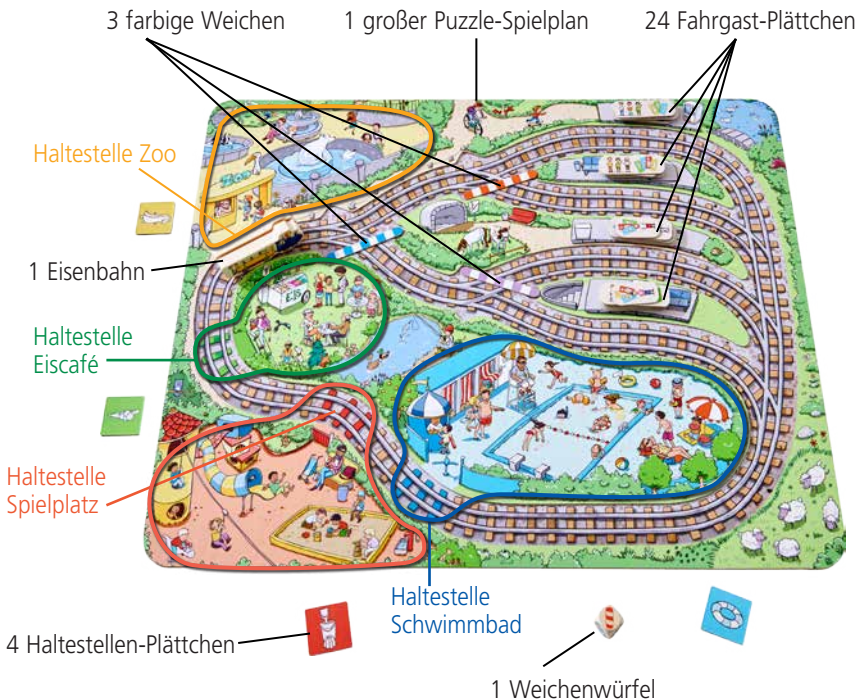 3 farbige Weichen
1 großer Puzzle-Spielplan
24 Fahrgast-Plättchen
Haltestelle Zoo
1 Eisenbahn
Haltestelle
Eiscafé
Haltestelle
Spielplatz
Haltestelle
Schwimmbad
4 Haltestellen-Plättchen
1 Weichenwürfel